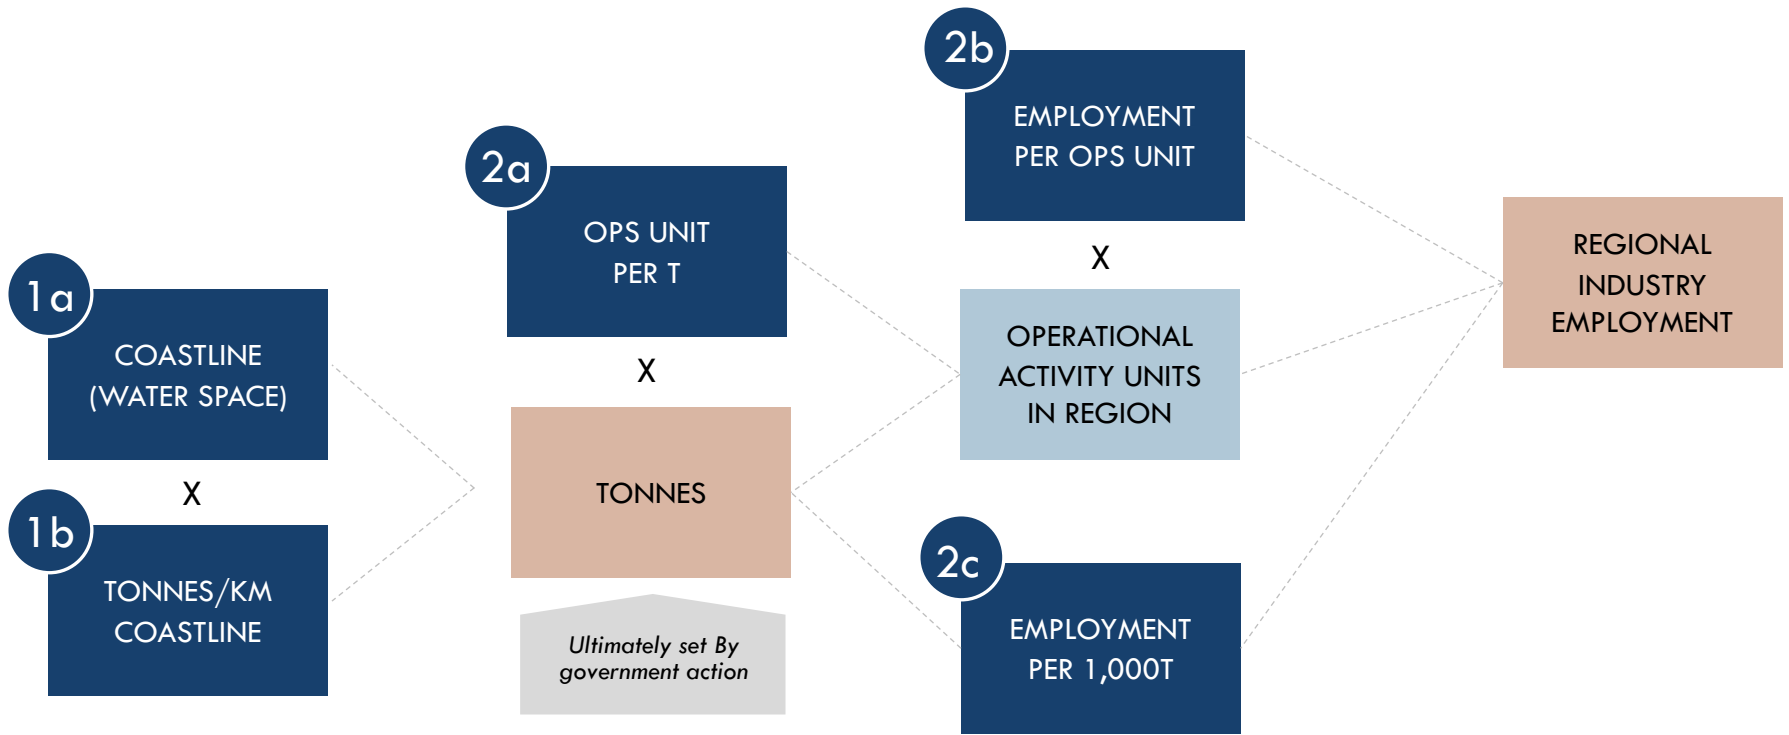 1a
COASTLINE
(WATER SPACE)
X
1b
TONNES/KM
COASTLINE
2a
OPS UNIT
PER T
X
TONNES
Ultimately set By
government action
2b
EMPLOYMENT
PER OPS UNIT
X
OPERATIONAL
ACTIVITY UNITS
IN REGION
2c
EMPLOYMENT
PER 1,000T
REGIONAL
INDUSTRY
EMPLOYMENT